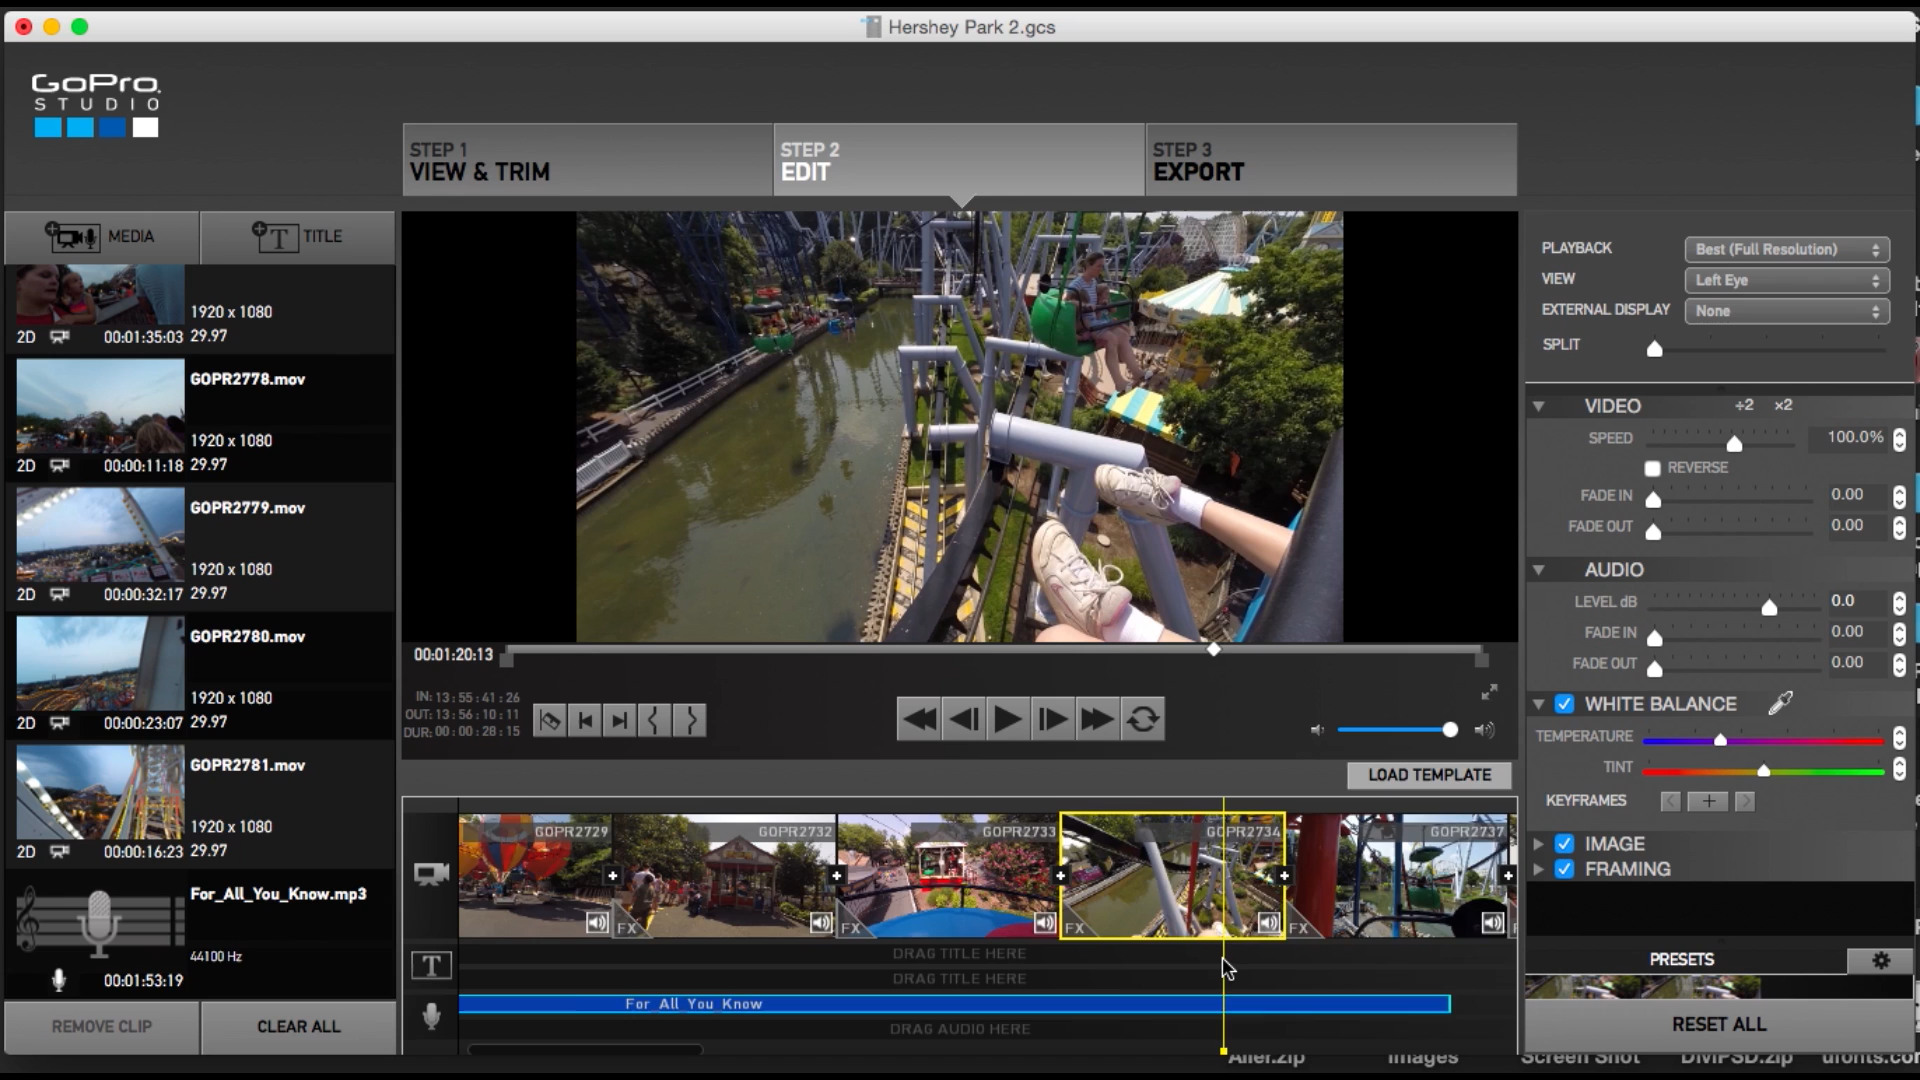 Hershey Park 2.gcs
GoPro.
STUDIO
STEP 1
VIEW & TRIM
STEP 2
EDIT
STEP 3
EXPORT
MEDIA
TITLE
1920 x 1080
2D 00:01:35:03 29.97
GOPR2778.mov
1920 x 1080
2D 00:00:11:18 29.97
GOPR2779.mov
1920 x 1080
2D 00:00:32:17 29.97
GOPR2780.mov
1920 x 1080
2D 00:00:23:07 29.97
GOPR2781.mov
1920 x 1080
2D 00:00:16:23 29.97
For_All_You_Know.mp3
44100 Hz
00:01:53:19
REMOVE CLIP
CLEAR ALL
00:01:20:13
IN: 13:55:41:26
OUT: 13:56:10:11
DUR: 00:00:28:15
LOAD TEMPLATE
GOPR2729
GOPR2732
GOPR2733
GOPR2734
GOPR2737
FX
FX
FX
FX
T
DRAG TITLE HERE
DRAG TITLE HERE
For All You Know
DRAG AUDIO HERE
PLAYBACK Best (Full Resolution)
VIEW Left Eye
EXTERNAL DISPLAY None
SPLIT
VIDEO ÷2 x2
SPEED 100.0%
REVERSE
FADE IN 0.00
FADE OUT 0.00
AUDIO
LEVEL dB 0.0
FADE IN 0.00
FADE OUT 0.00
WHITE BALANCE
TEMPERATURE
TINT
KEYFRAMES
IMAGE
FRAMING
PRESETS
RESET ALL
Aller.zip
images
Screen Shot
DiviPSD.zip
ufonts.co